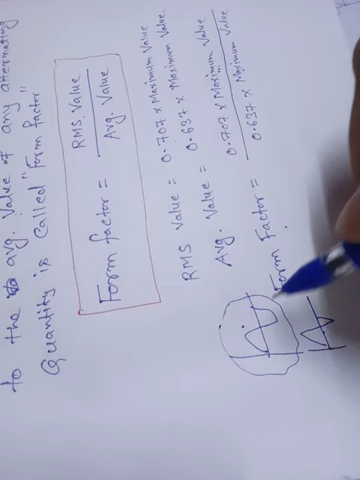 to the avg. Value of any alternating
Quantity is called "Form factor"
Form factor = RMS Value
Avg. Value
RMS Value = 0.707 x Maximum Value
Avg. Value = 0.637 x Maximum Value.
Form Factor = 0.707 x Maximum Value
0.637 x Maximum Value